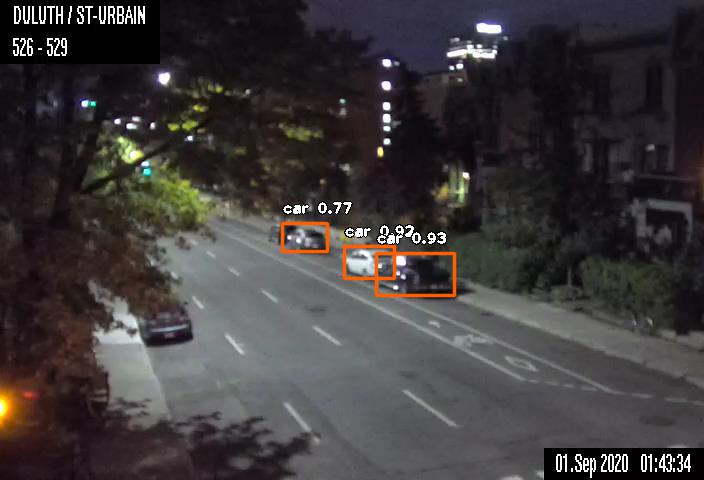 DULUTH / ST-URBAIN
526 - 529
car 0.77
car 0.92
car 0.93
01.Sep 2020 01:43:34